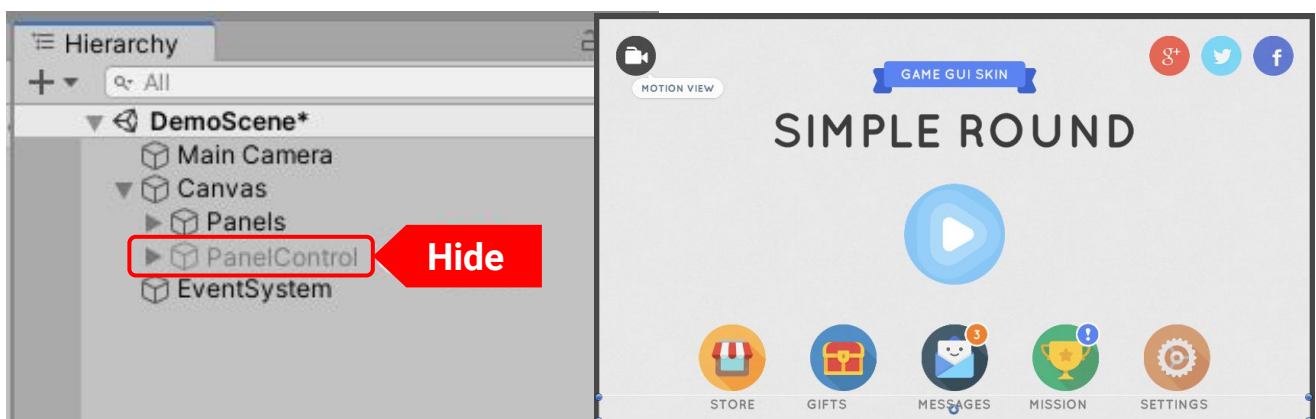 Hierarchy
All
DemoScene*
Main Camera
Canvas
Panels
PanelControl
Hide
EventSystem
MOTION VIEW
GAME GUI SKIN
g+
f
SIMPLE ROUND
3
!
STORE
GIFTS
MESSAGES
MISSION
SETTINGS